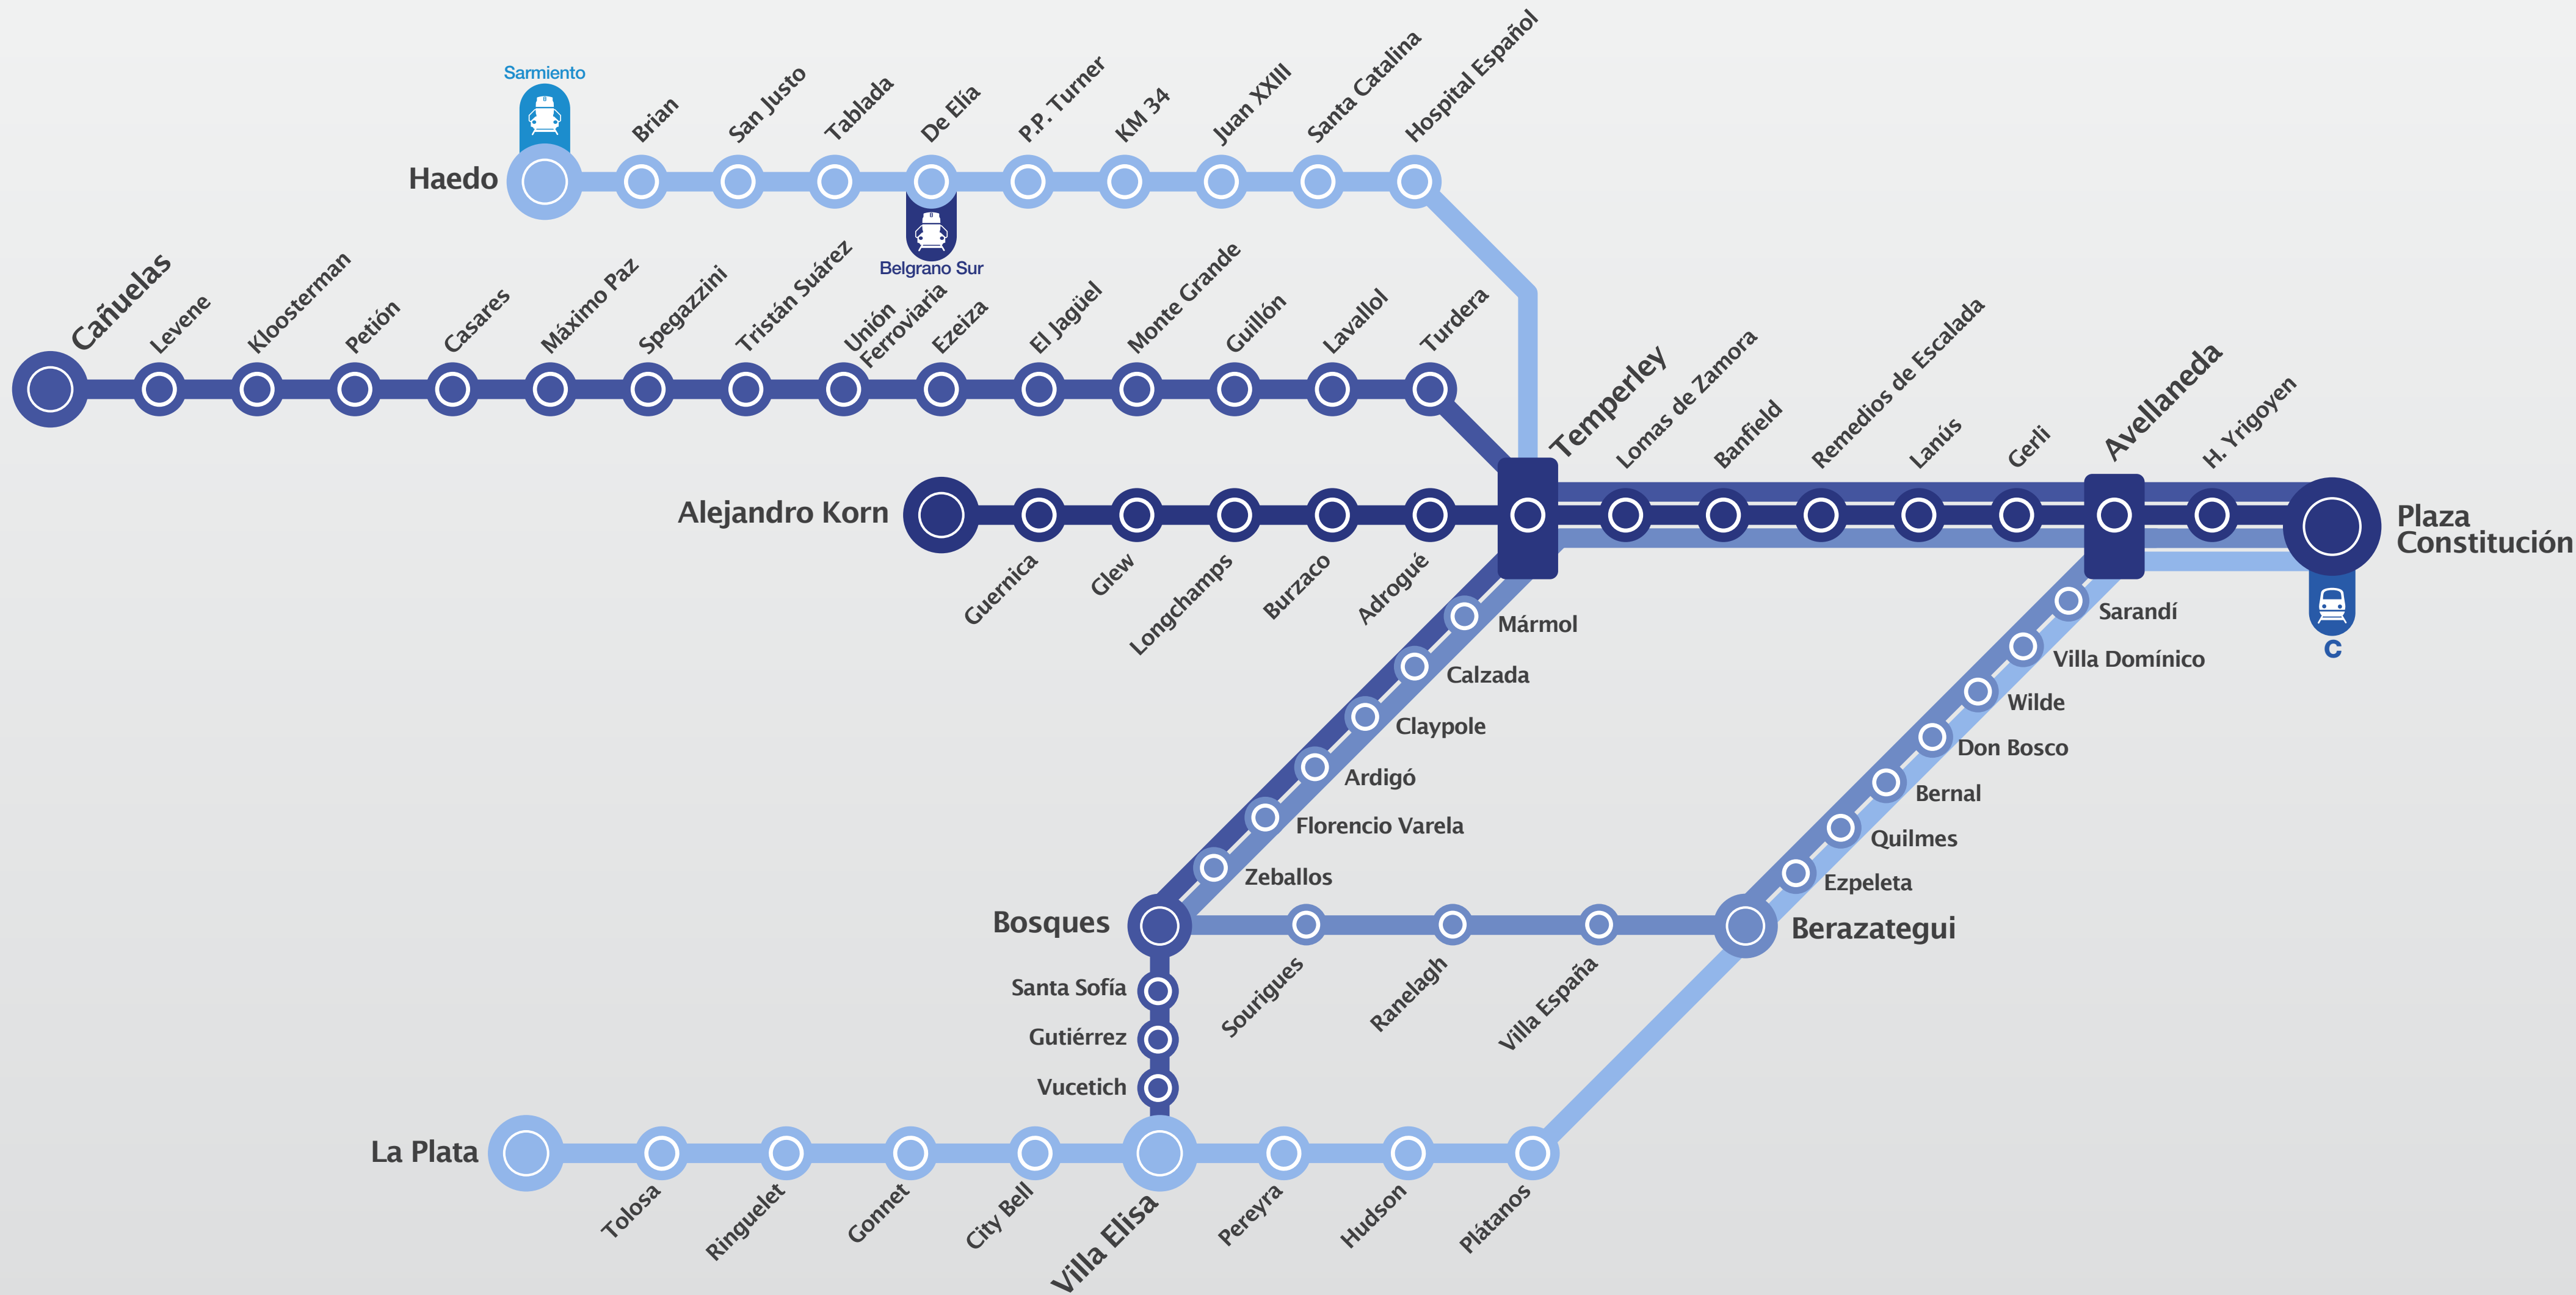 Sarmiento
Haedo
Brian
San Justo
Tablada
De Elía
P.P. Turner
KM 34
Juan XXIII
Santa Catalina
Hospital Español
Belgrano Sur
Cañuelas
Levene
Kloosterman
Petión
Casares
Máximo Paz
Spegazzini
Tristán Suárez
Unión
Ferroviaria
Ezeiza
El Jagüel
Monte Grande
Guillón
Lavallol
Turdera
Temperley
Lomas de Zamora
Banfield
Remedios de Escalada
Lanús
Gerli
Avellaneda
H. Yrigoyen
Plaza
Constitución
C
Alejandro Korn
Guernica
Glew
Longchamps
Burzaco
Adrogué
Mármol
Calzada
Claypole
Ardigó
Florencio Varela
Zeballos
Sarandí
Villa Domínico
Wilde
Don Bosco
Bernal
Quilmes
Ezpeleta
Bosques
Sourigues
Ranelagh
Villa España
Berazategui
Santa Sofía
Gutiérrez
Vucetich
La Plata
Tolosa
Ringuelet
Gonnet
City Bell
Villa Elisa
Pereyra
Hudson
Plátanos